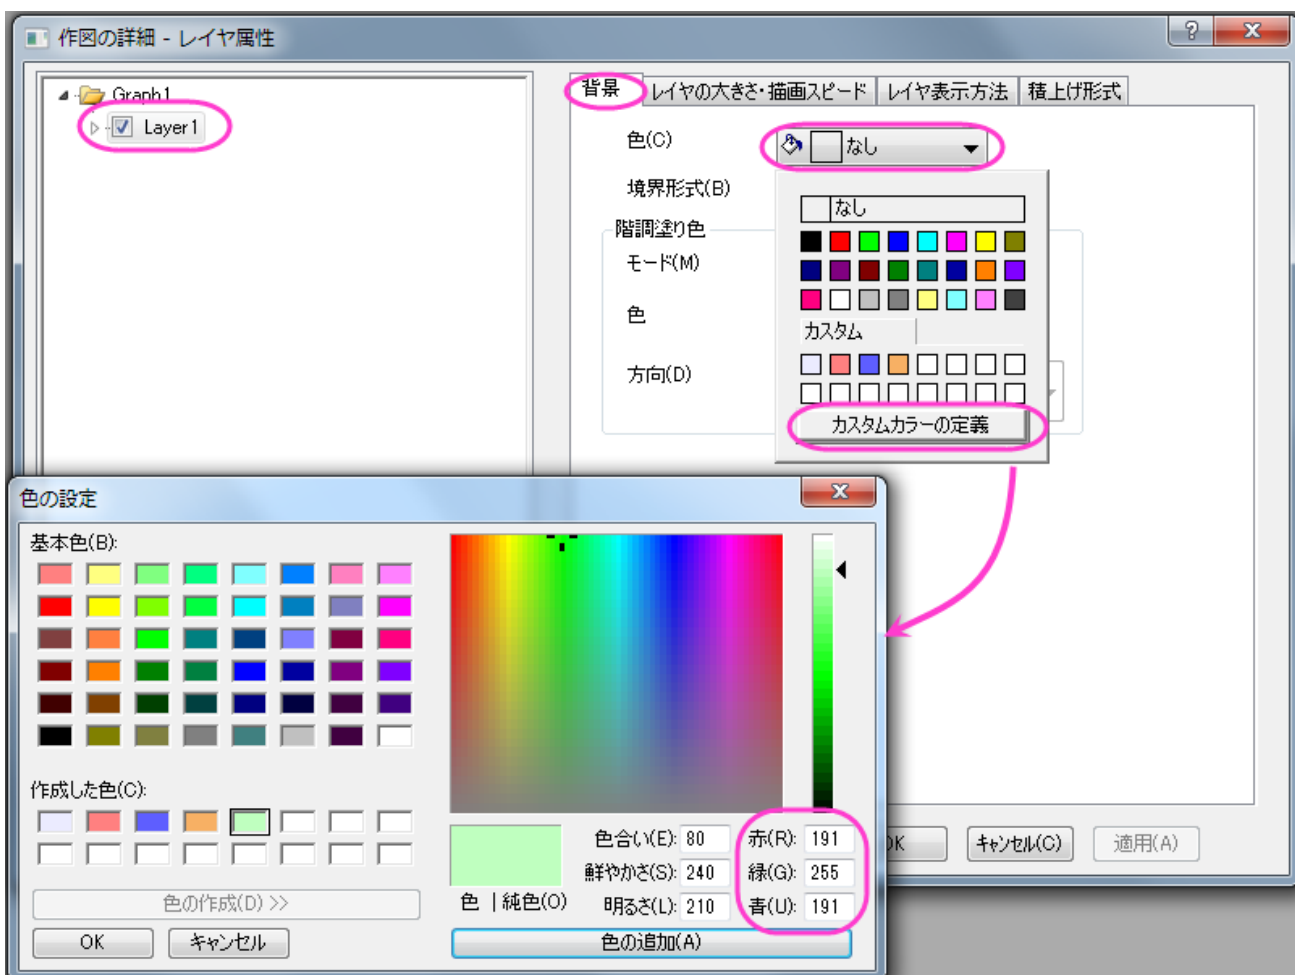 作図の詳細 - レイヤ属性
Graph1
Layer1
背景 レイヤの大きさ・描画スピード レイヤ表示方法 積上げ形式
色(C) なし
境界形式(B)
なし
階調塗り色
モード(M)
色
カスタム
方向(D)
カスタムカラーの定義
色の設定
基本色(B):
作成した色(C):
色の作成(D) >>
OK キャンセル
色 | 純色(O)
色合い(E): 80 赤(R): 191
鮮やかさ(S): 240 緑(G): 255
明るさ(L): 210 青(U): 191
色の追加(A)
キャンセル(C) 適用(A)